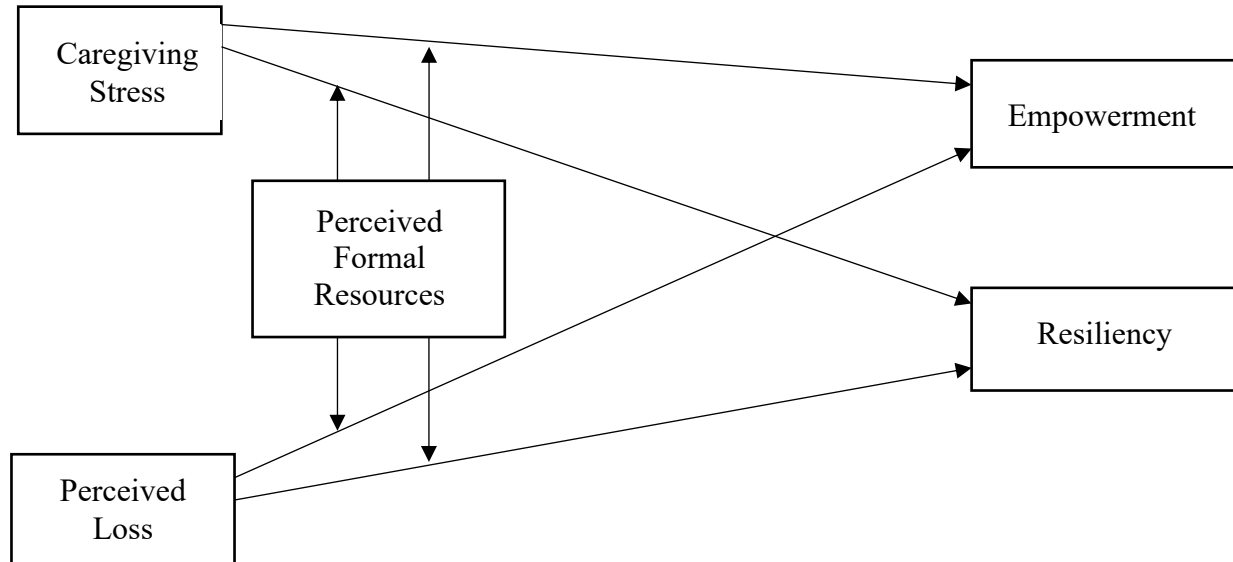 Caregiving
Stress
Empowerment
Perceived
Formal
Resources
Resiliency
Perceived
Loss